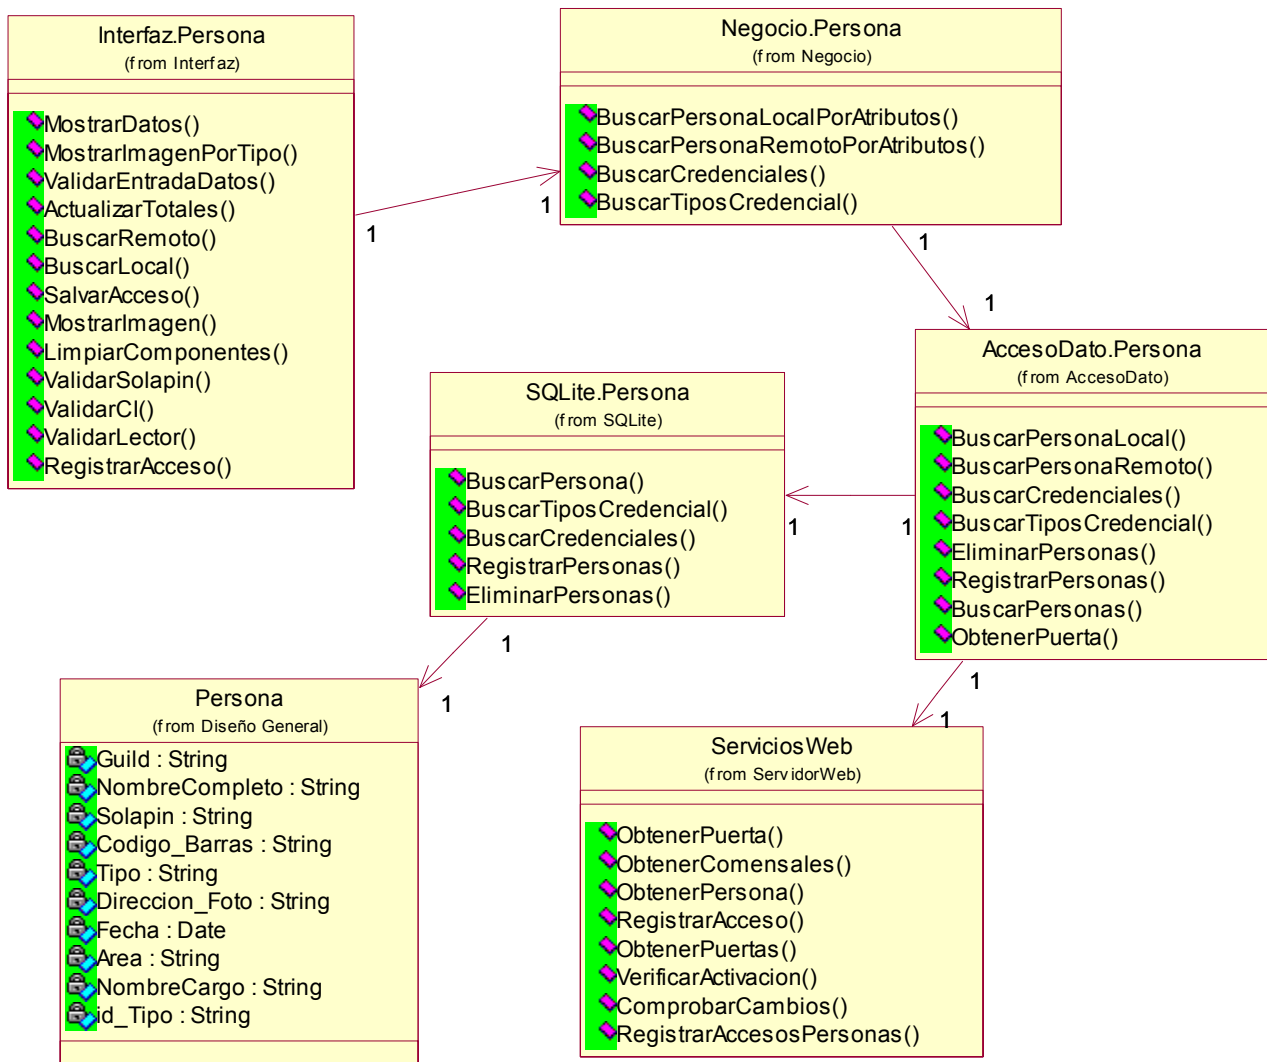 Interfaz.Persona
(from Interfaz)
MostrarDatos()
MostrarImagenPorTipo()
ValidarEntradaDatos()
ActualizarTotales()
BuscarRemoto()
BuscarLocal()
SalvarAcceso()
MostrarImagen()
LimpiarComponentes()
ValidarSolapin()
ValidarCI()
ValidarLector()
RegistrarAcceso()
1
1
Negocio.Persona
(from Negocio)
BuscarPersonaLocalPorAtributos()
BuscarPersonaRemotoPorAtributos()
BuscarCredenciales()
BuscarTiposCredencial()
1
1
AccesoDato.Persona
(from AccesoDato)
BuscarPersonaLocal()
BuscarPersonaRemoto()
BuscarCredenciales()
BuscarTiposCredencial()
EliminarPersonas()
RegistrarPersonas()
BuscarPersonas()
ObtenerPuerta()
1
1
SQLite.Persona
(from SQLite)
BuscarPersona()
BuscarTiposCredencial()
BuscarCredenciales()
RegistrarPersonas()
EliminarPersonas()
1
1
Persona
(from Diseño General)
Guild : String
NombreCompleto : String
Solapin : String
Codigo_Barras : String
Tipo : String
Direccion_Foto : String
Fecha : Date
Area : String
NombreCargo : String
id_Tipo : String
1
1
ServiciosWeb
(from ServidorWeb)
ObtenerPuerta()
ObtenerComensales()
ObtenerPersona()
RegistrarAcceso()
ObtenerPuertas()
VerificarActivacion()
ComprobarCambios()
RegistrarAccesosPersonas()